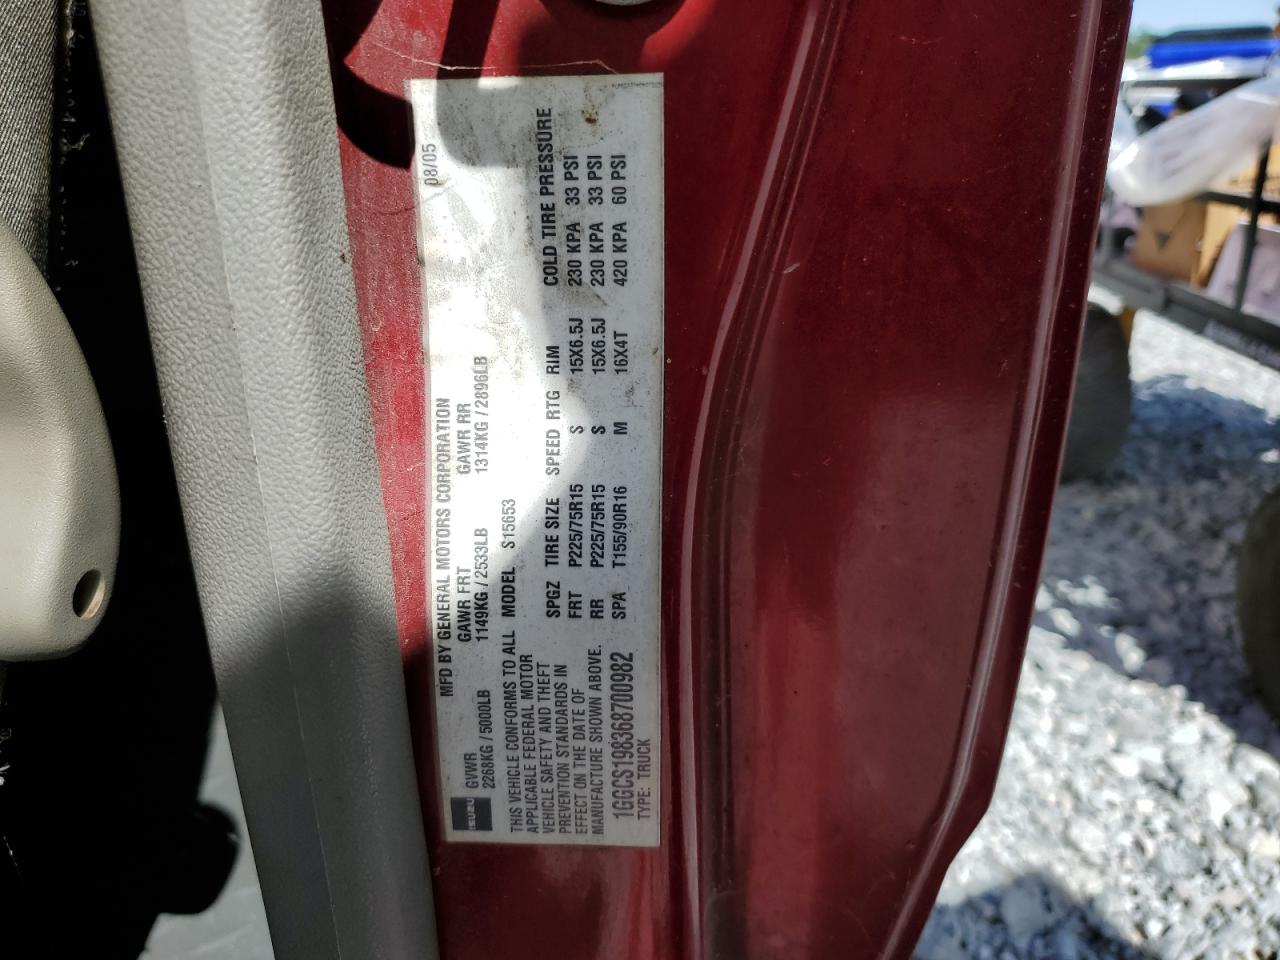 08/05
MFD BY GENERAL MOTORS CORPORATION
ISUZU GVWR GAWR FRT GAWR RR
2268KG / 5000LB 1149KG / 2533LB 1314KG / 2896LB
THIS VEHICLE CONFORMS TO ALL MODEL S15653
APPLICABLE FEDERAL MOTOR
VEHICLE SAFETY AND THEFT
PREVENTION STANDARDS IN
EFFECT ON THE DATE OF
MANUFACTURE SHOWN ABOVE.
SPGZ TIRE SIZE SPEED RTG RIM COLD TIRE PRESSURE
FRT P225/75R15 S 15X6.5J 230 KPA 33 PSI
RR P225/75R15 S 15X6.5J 230 KPA 33 PSI
SPA T155/90R16 M 16X4T 420 KPA 60 PSI
1GGCS198368700982
TYPE: TRUCK